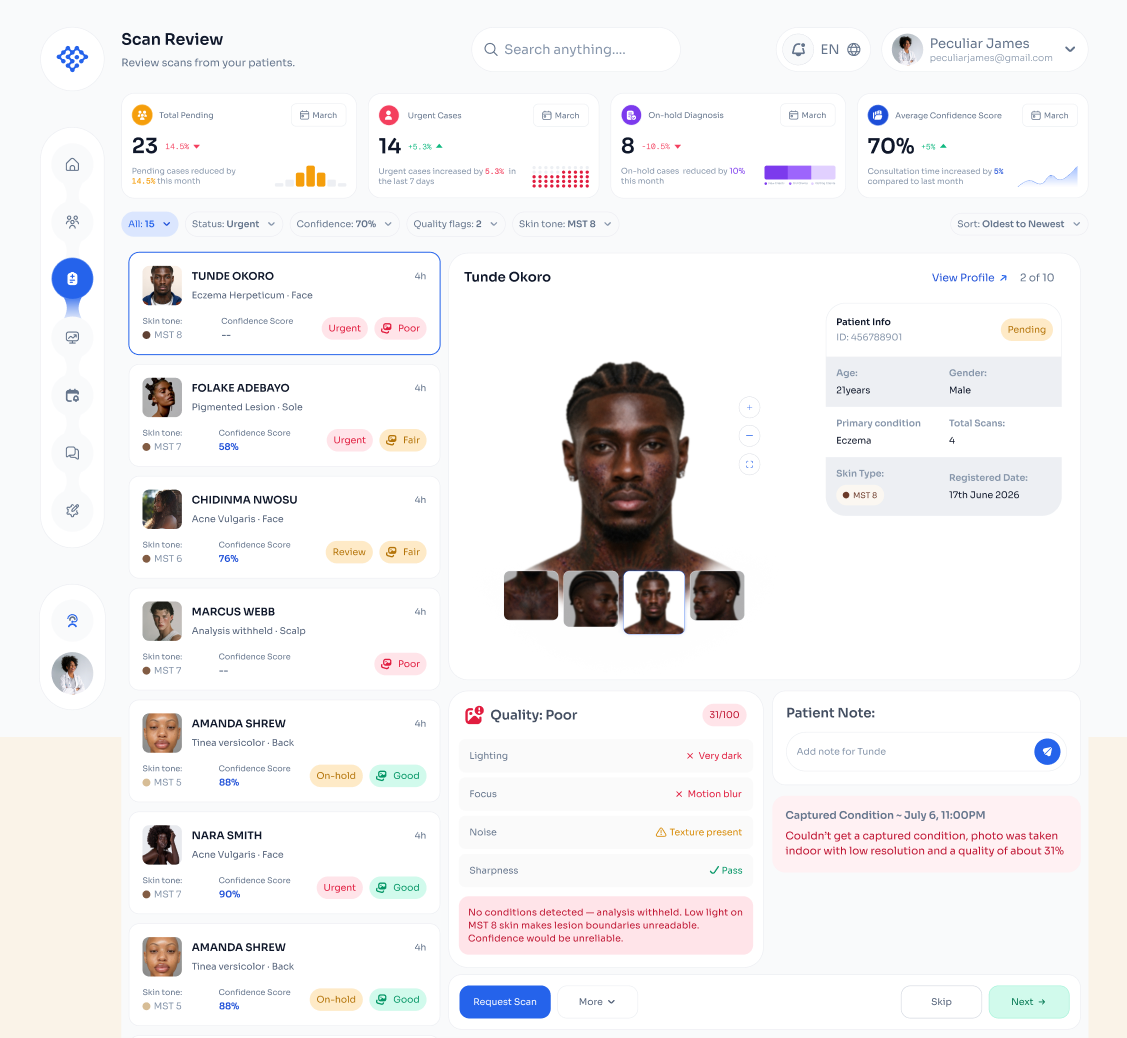 Scan Review
Review scans from your patients.
Search anything....
EN
Peculiar James
peculiarjames@gmail.com
Total Pending
March
23 14.5%
Pending cases reduced by
14.5% this month
Urgent Cases
March
14 +5.3%
Urgent cases increased by 5.3% in
the last 7 days
On-hold Diagnosis
March
8 -10.5%
On-hold cases reduced by 10%
this month
Average Confidence Score
March
70% +5%
Consultation time increased by 5%
compared to last month
All: 15
Status: Urgent
Confidence: 70%
Quality flags: 2
Skin tone: MST 8
Sort: Oldest to Newest
TUNDE OKORO 4h
Eczema Herpeticum · Face
Skin tone: Confidence Score
MST 8 -- Urgent Poor
FOLAKE ADEBAYO 4h
Pigmented Lesion · Sole
Skin tone: Confidence Score
MST 7 58% Urgent Fair
CHIDINMA NWOSU 4h
Acne Vulgaris · Face
Skin tone: Confidence Score
MST 6 76% Review Fair
MARCUS WEBB 4h
Analysis withheld · Scalp
Skin tone: Confidence Score
MST 7 -- Poor
AMANDA SHREW 4h
Tinea versicolor · Back
Skin tone: Confidence Score
MST 5 88% On-hold Good
NARA SMITH 4h
Acne Vulgaris · Face
Skin tone: Confidence Score
MST 7 90% Urgent Good
AMANDA SHREW 4h
Tinea versicolor · Back
Skin tone: Confidence Score
MST 5 88% On-hold Good
Tunde Okoro
View Profile 2 of 10
Patient Info
ID: 456788901
Pending
Age: Gender:
21years Male
Primary condition Total Scans:
Eczema 4
Skin Type: Registered Date:
MST 8 17th June 2026
Quality: Poor 31/100
Lighting Very dark
Focus Motion blur
Noise Texture present
Sharpness Pass
No conditions detected — analysis withheld. Low light on
MST 8 skin makes lesion boundaries unreadable.
Confidence would be unreliable.
Patient Note:
Add note for Tunde
Captured Condition ~ July 6, 11:00PM
Couldn't get a captured condition, photo was taken
indoor with low resolution and a quality of about 31%
Request Scan
More
Skip
Next →